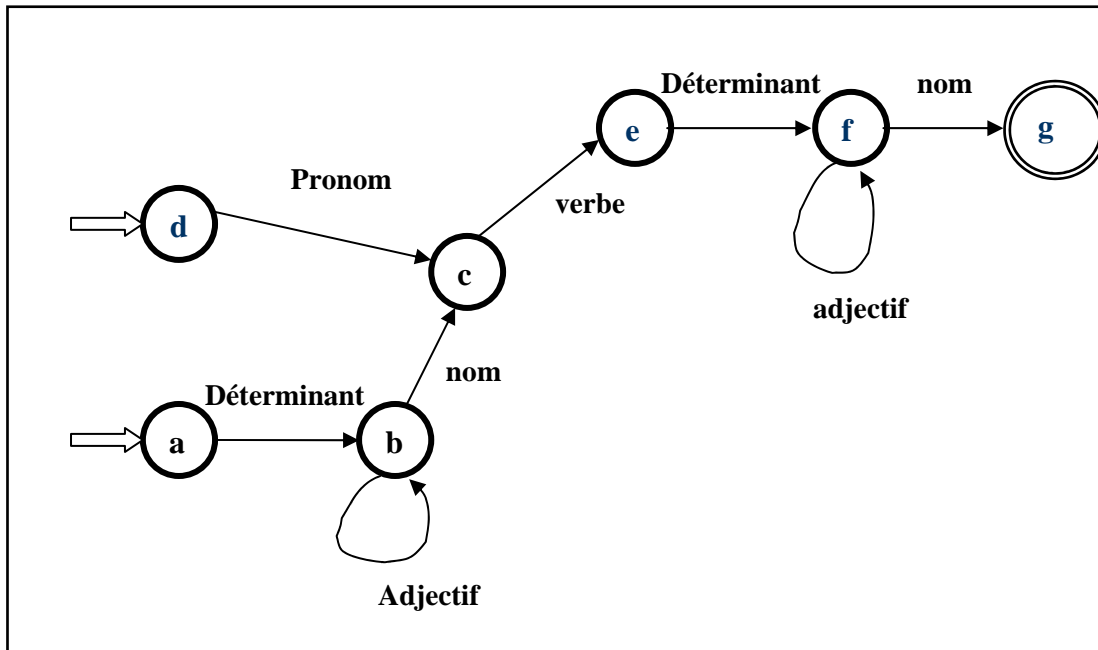 Déterminant nom
e f g
Pronom
verbe
d
c
adjectif
nom
Déterminant
a b
Adjectif